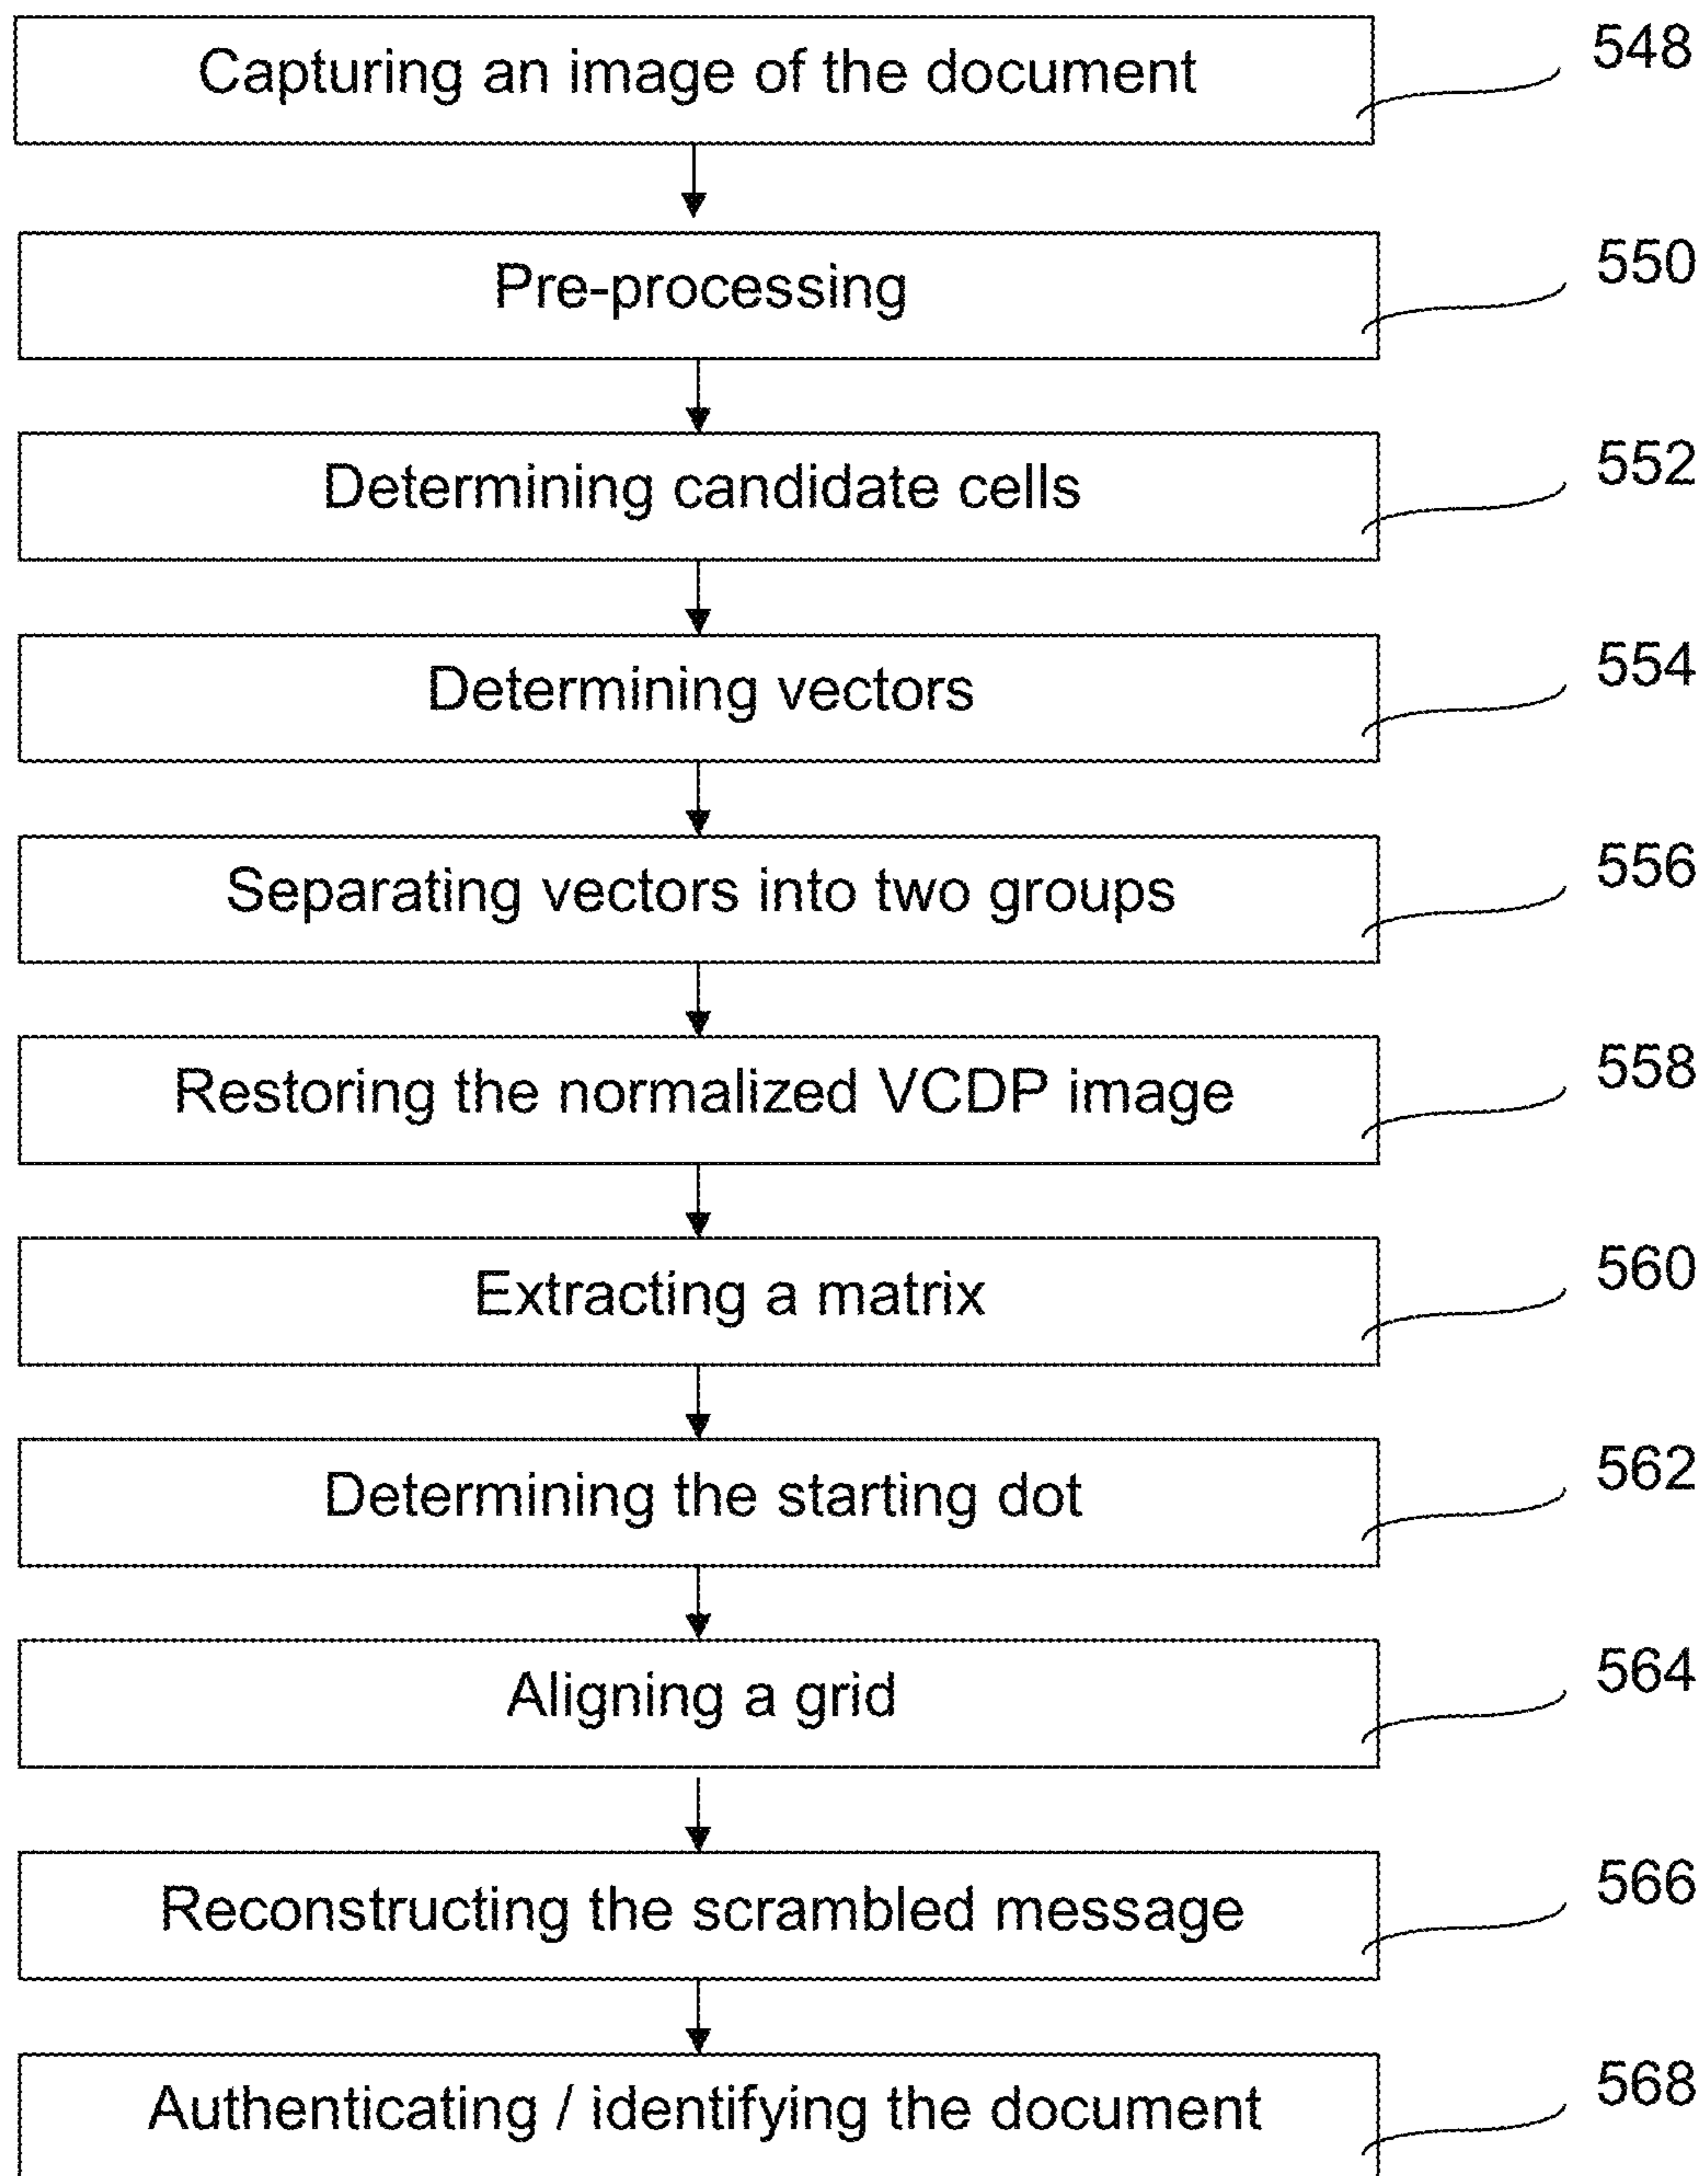 Capturing an image of the document 548
Pre-processing 550
Determining candidate cells 552
Determining vectors 554
Separating vectors into two groups 556
Restoring the normalized VCDP image 558
Extracting a matrix 560
Determining the starting dot 562
Aligning a grid 564
Reconstructing the scrambled message 566
Authenticating / identifying the document 568